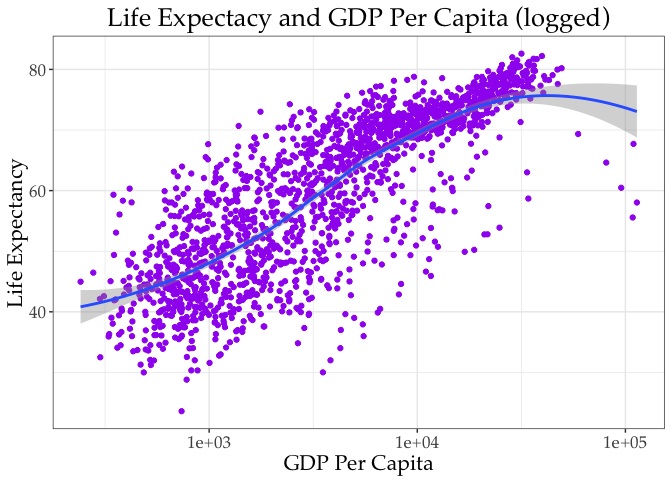 Life Expectacy and GDP Per Capita (logged)
Life Expectancy
80
60
40
1e+03
1e+04
1e+05
GDP Per Capita